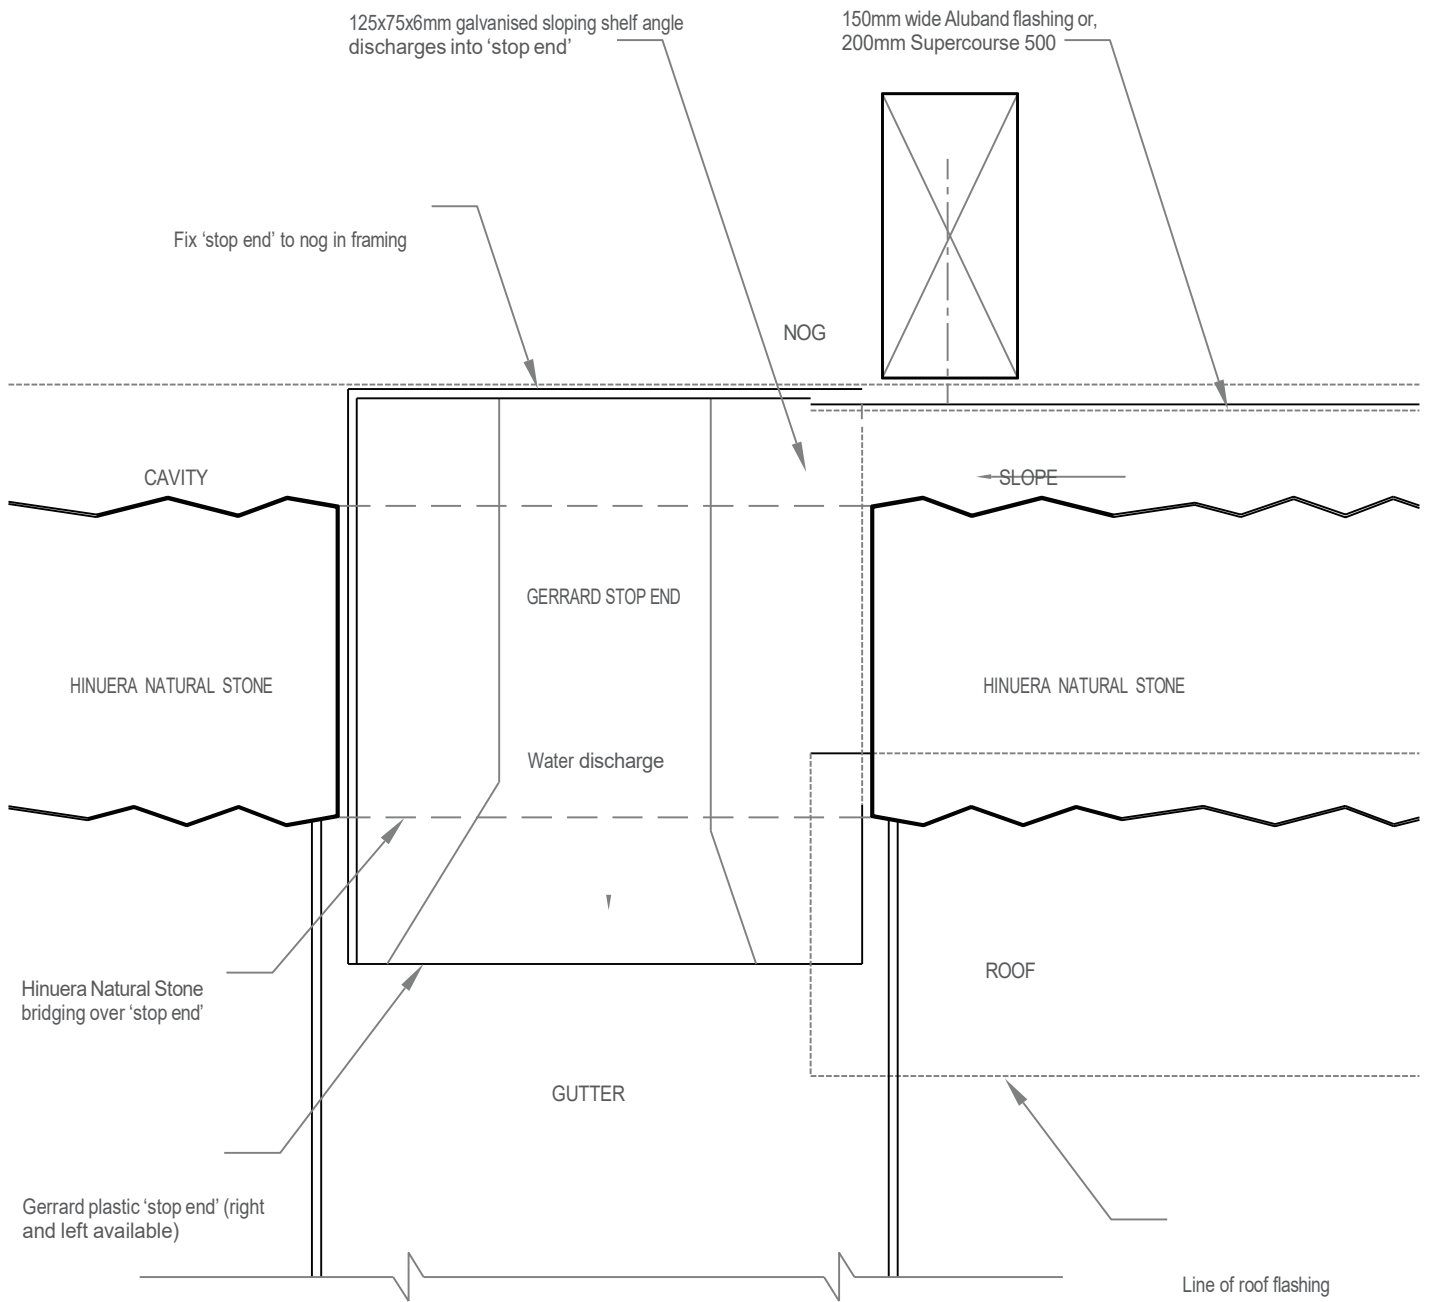 125x75x6mm galvanised sloping shelf angle
discharges into ‘stop end’
150mm wide Aluband flashing or,
200mm Supercourse 500
Fix ‘stop end’ to nog in framing
NOG
CAVITY
SLOPE
GERRARD STOP END
HINUERA NATURAL STONE
HINUERA NATURAL STONE
Water discharge
ROOF
Hinuera Natural Stone
bridging over ‘stop end’
GUTTER
Gerrard plastic ‘stop end’ (right
and left available)
Line of roof flashing